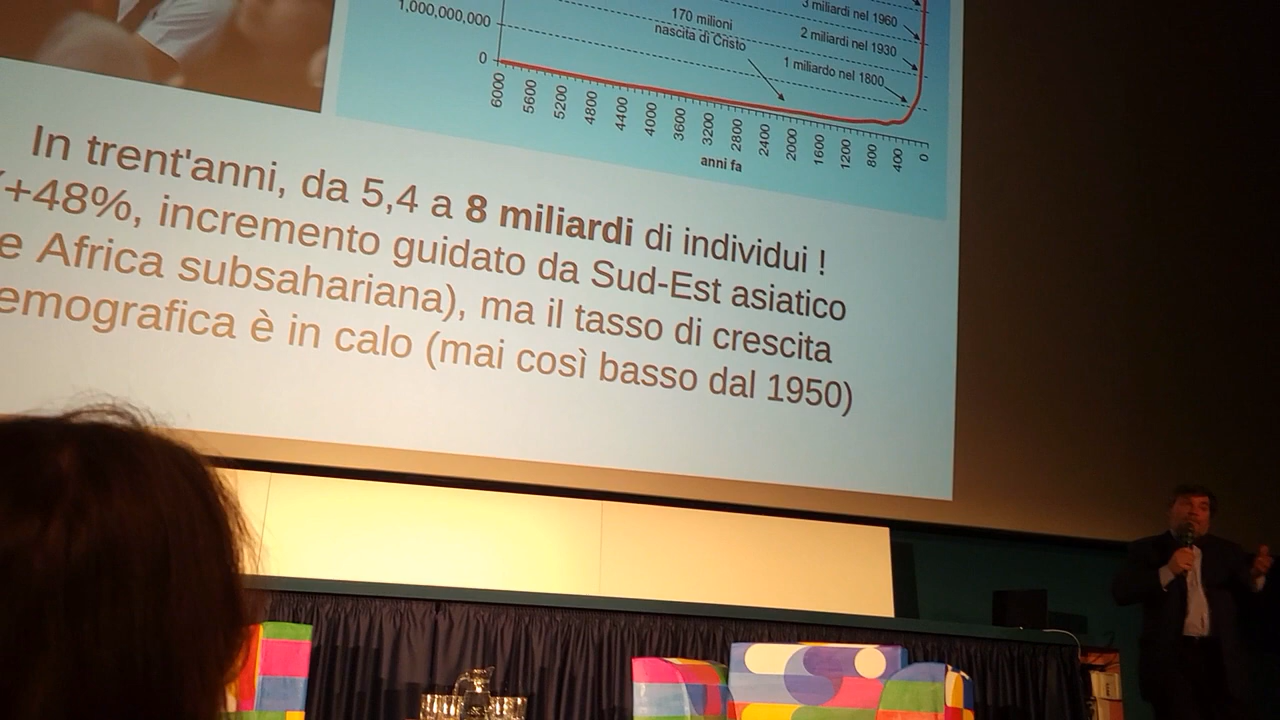 1,000,000,000
0
3 miliardi nel 1960
170 milioni
nascita di Cristo
2 miliardi nel 1930
1 miliardo nel 1800
6000 5600 5200 4800 4400 4000 3600 3200 2800 2400 2000 1600 1200 800 400 0
anni fa
In trent'anni, da 5,4 a 8 miliardi di individui !
(+48%, incremento guidato da Sud-Est asiatico
e Africa subsahariana), ma il tasso di crescita
emografica è in calo (mai così basso dal 1950)